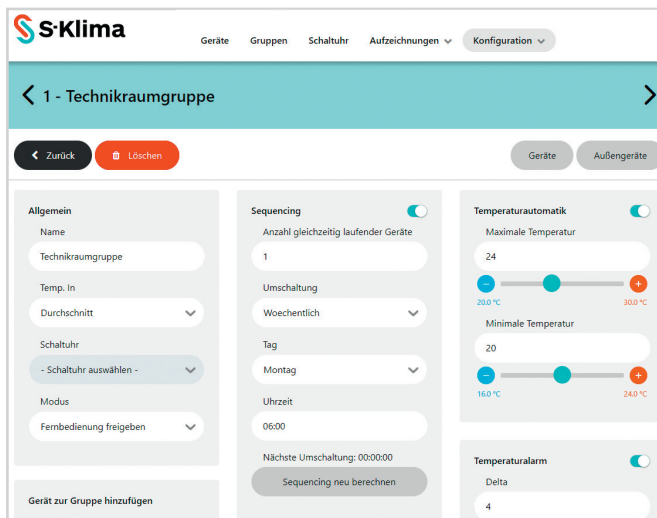 S-Klima
Geräte Gruppen Schaltuhr Aufzeichnungen Konfiguration
1 - Technikraumgruppe
Zurück Löschen Geräte Außengeräte
Allgemein
Name
Technikraumgruppe
Temp. In
Durchschnitt
Schaltuhr
- Schaltuhr auswählen -
Modus
Fernbedienung freigeben
Gerät zur Gruppe hinzufügen
Sequencing
Anzahl gleichzeitig laufender Geräte
1
Umschaltung
Woechentlich
Tag
Montag
Uhrzeit
06:00
Nächste Umschaltung: 00:00:00
Sequencing neu berechnen
Temperaturautomatik
Maximale Temperatur
24
20.0 °C 30.0 °C
Minimale Temperatur
20
16.0 °C 24.0 °C
Temperaturalarm
Delta
4